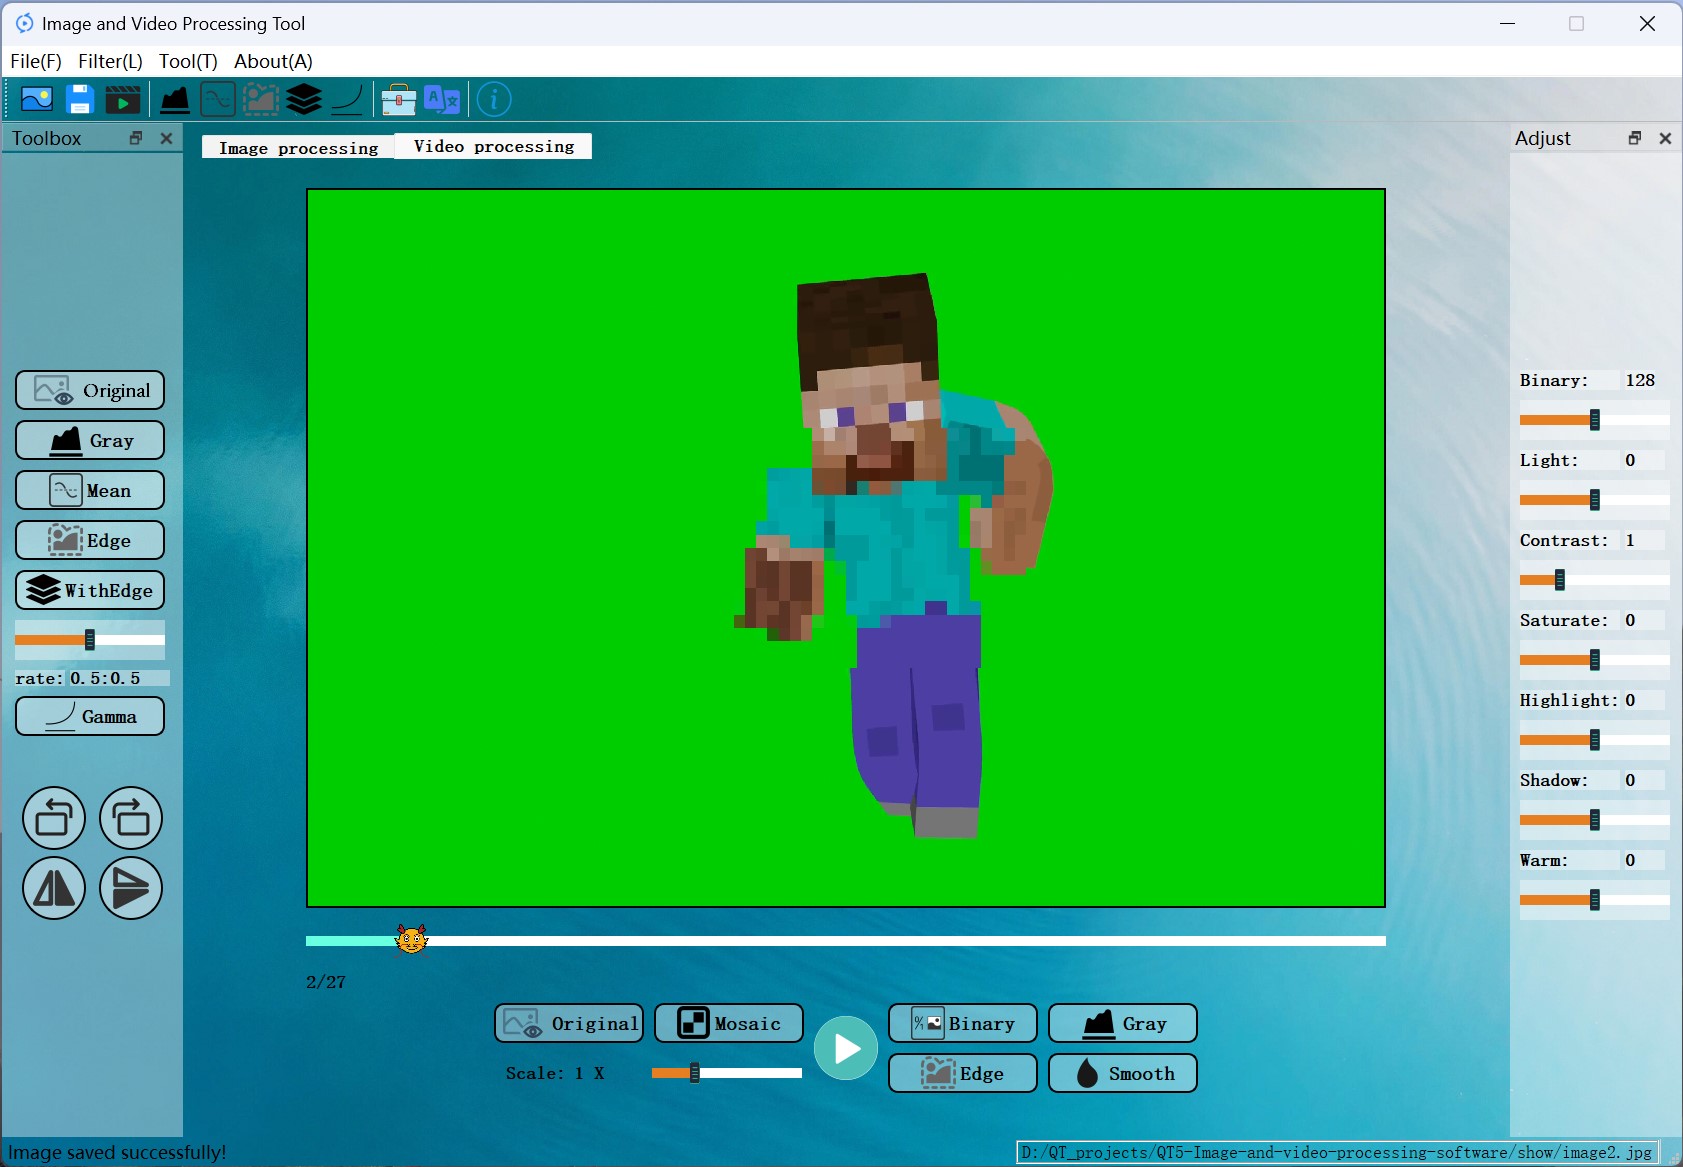 Image and Video Processing Tool
File(F) Filter(L) Tool(T) About(A)
Toolbox
Image processing Video processing
Adjust
Original
Gray
Mean
Edge
WithEdge
rate: 0.5:0.5
Gamma
Binary: 128
Light: 0
Contrast: 1
Saturate: 0
Highlight: 0
Shadow: 0
Warm: 0
2/27
Original Mosaic Binary Gray
Scale: 1 X Edge Smooth
Image saved successfully!
D:/QT_projects/QT5-Image-and-video-processing-software/show/image2.jpg